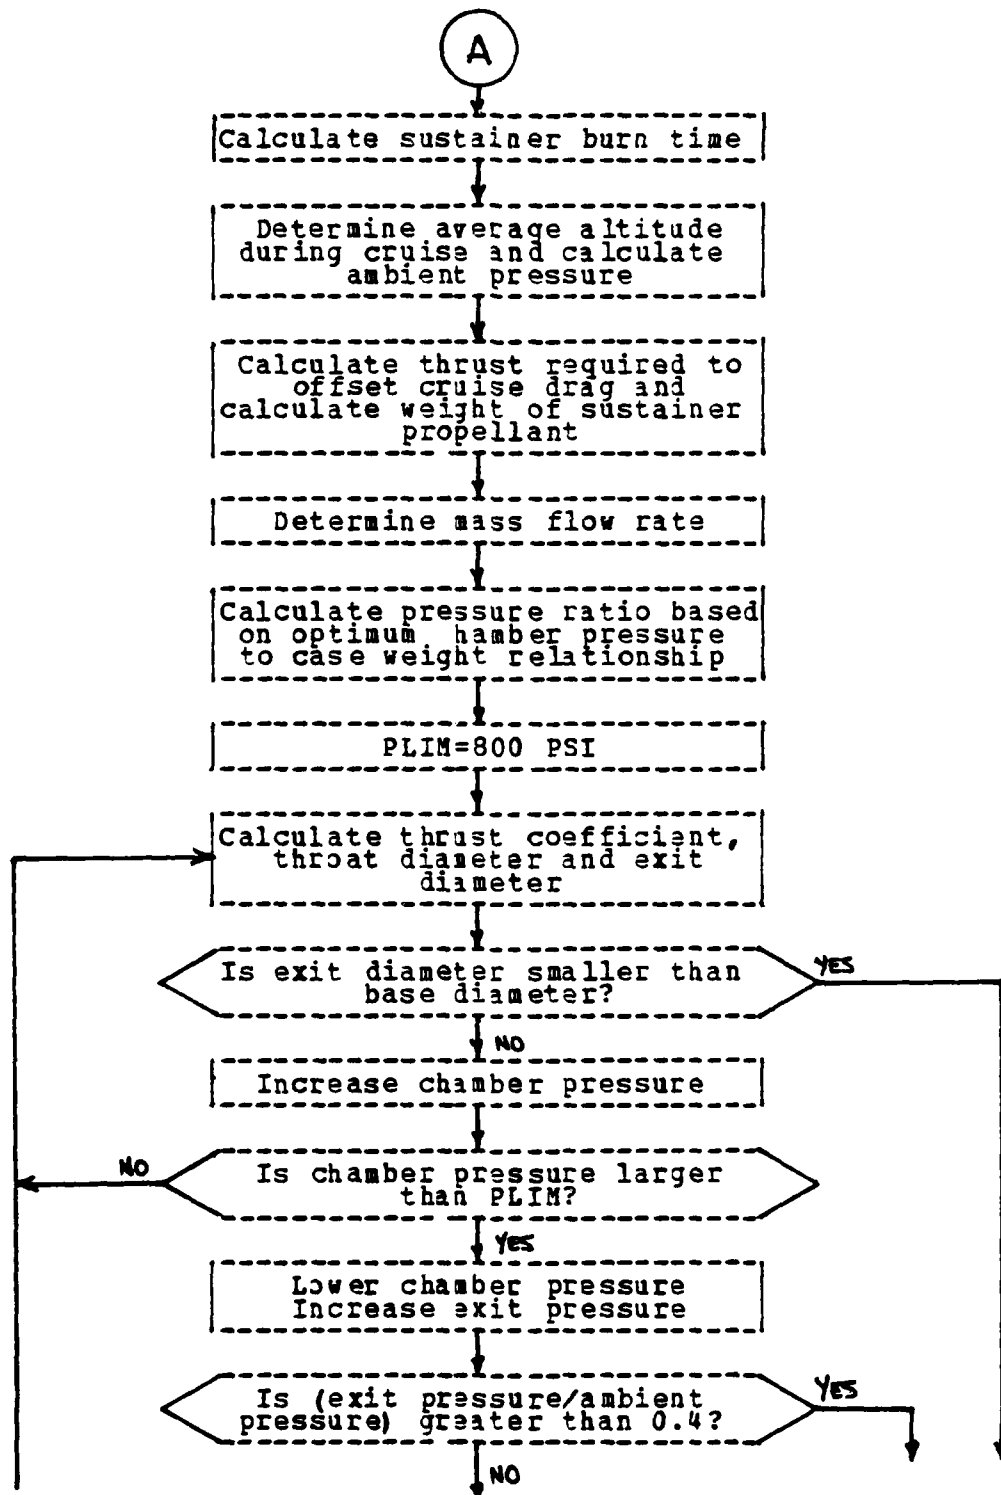 A
Calculate sustainer burn time
Determine average altitude
during cruise and calculate
ambient pressure
Calculate thrust required to
offset cruise drag and
calculate weight of sustainer
propellant
Determine mass flow rate
Calculate pressure ratio based
on optimum hamber pressure
to case weight relationship
PLIM=800 PSI
Calculate thrust coefficient,
throat diameter and exit
diameter
Is exit diameter smaller than
base diameter?
YES
NO
Increase chamber pressure
Is chamber pressure larger
than PLIM?
NO
YES
Lower chamber pressure
Increase exit pressure
Is (exit pressure/ambient
pressure) greater than 0.4?
YES
NO